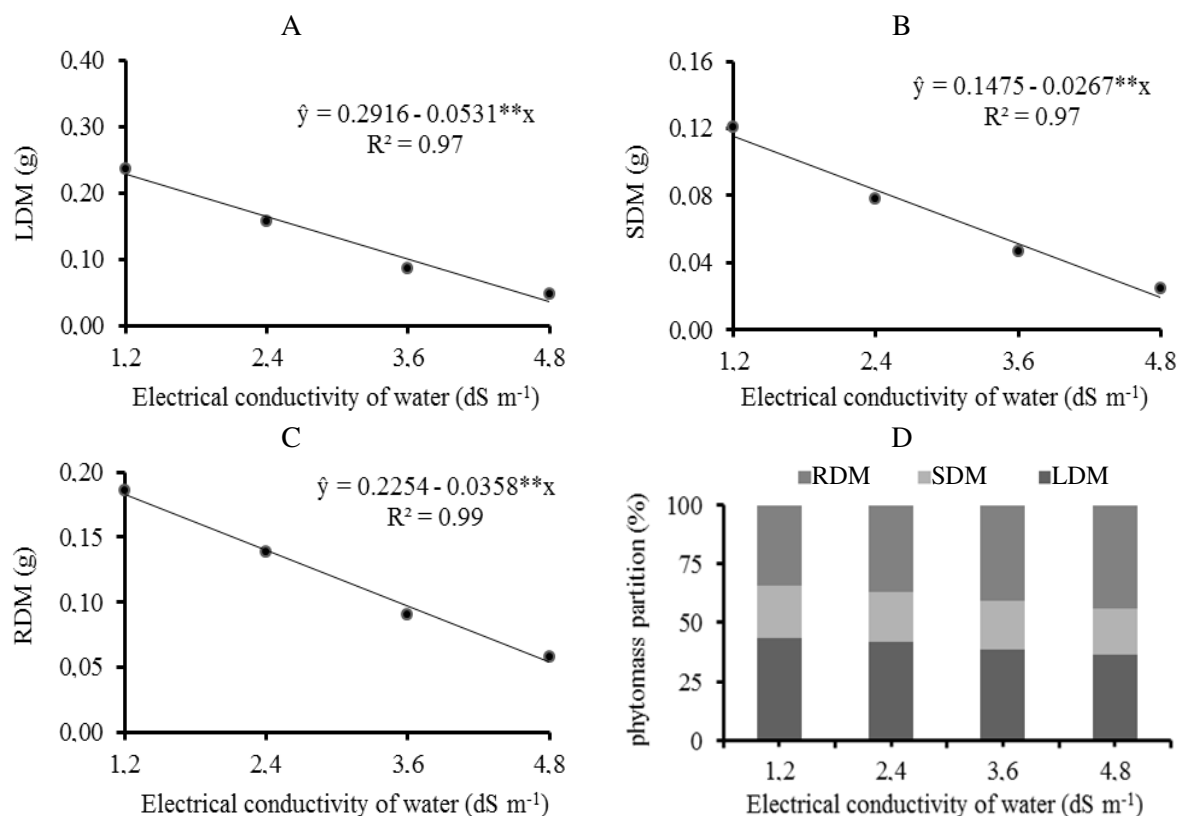 A
0.40
0.30
0.20
0.10
0.00
LDM (g)
ŷ = 0.2916 - 0.0531**x
R² = 0.97
1.2 2.4 3.6 4.8
Electrical conductivity of water (dS m⁻¹)
B
0.16
0.12
0.08
0.04
0.00
SDM (g)
ŷ = 0.1475 - 0.0267**x
R² = 0.97
1.2 2.4 3.6 4.8
Electrical conductivity of water (dS m⁻¹)
C
0.20
0.15
0.10
0.05
0.00
RDM (g)
ŷ = 0.2254 - 0.0358**x
R² = 0.99
1.2 2.4 3.6 4.8
Electrical conductivity of water (dS m⁻¹)
D
RDM SDM LDM
100
75
50
25
0
phytomass partition (%)
1.2 2.4 3.6 4.8
Electrical conductivity of water (dS m⁻¹)